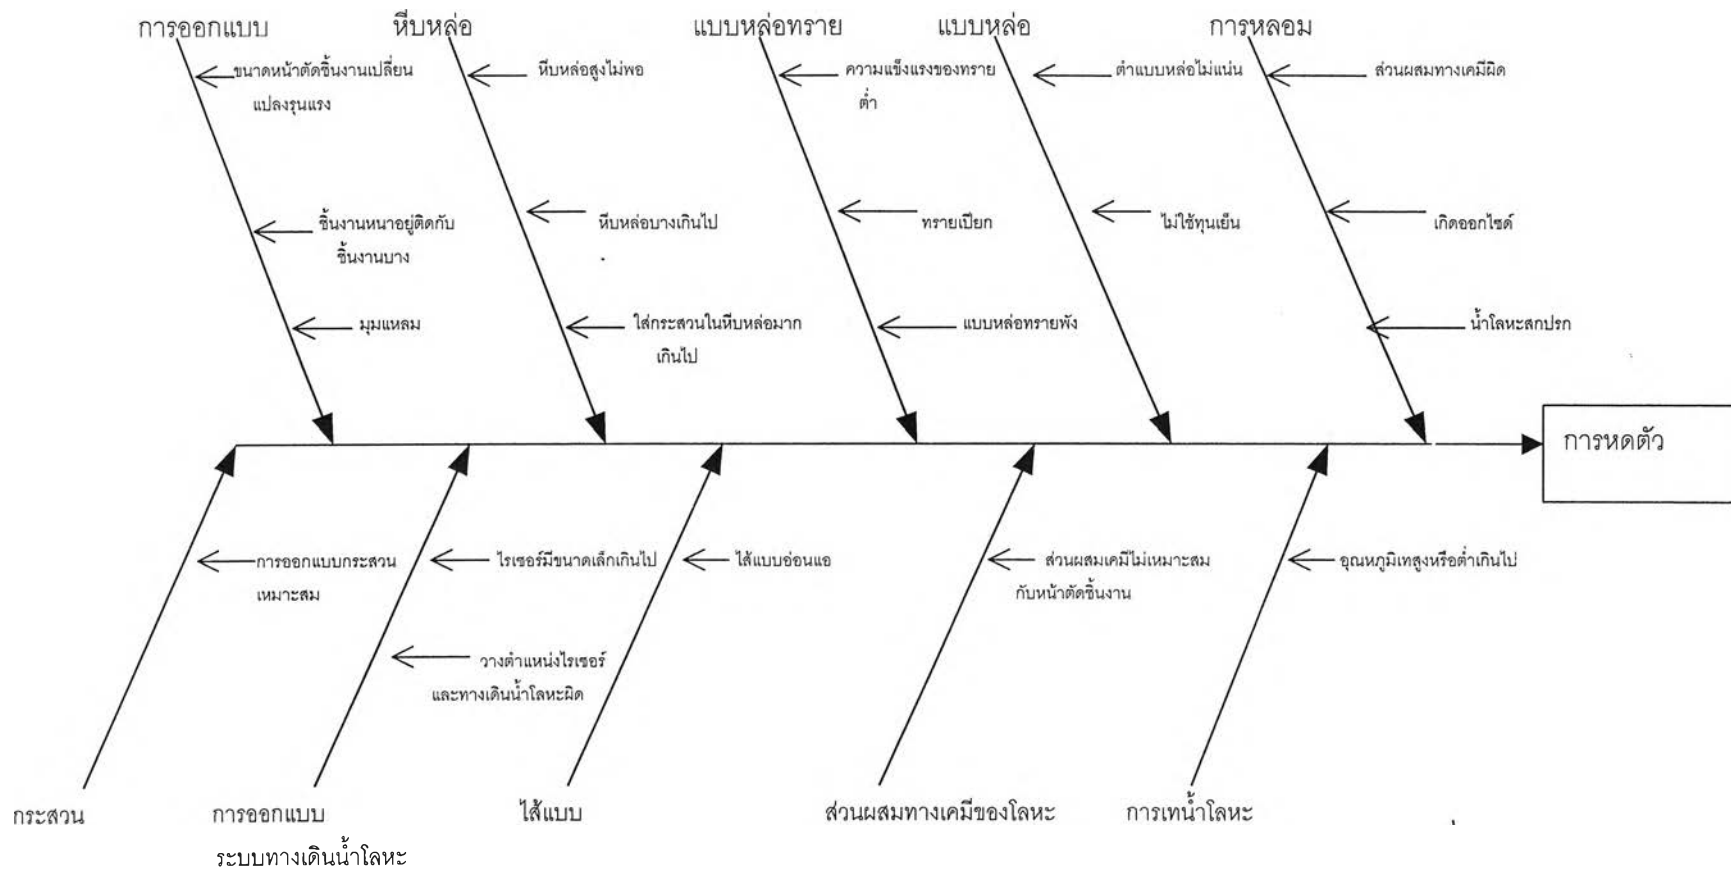 การออกแบบ
หีบหล่อ
แบบหล่อทราย
แบบหล่อ
การหลอม
ขนาดหน้าตัดชิ้นงานเปลี่ยน
แปลงรุนแรง
หีบหล่อสูงไม่พอ
ความแข็งแรงของทราย
ต่ำ
ตำแบบหล่อไม่แน่น
ส่วนผสมทางเคมีผิด
ชิ้นงานหนาอยู่ติดกับ
ชิ้นงานบาง
หีบหล่อบางเกินไป
ทรายเปียก
ไม่ใช้ทุนเย็น
เกิดออกไซด์
มุมแหลม
ใส่กระสวนในหีบหล่อมาก
เกินไป
แบบหล่อทรายพัง
น้ำโลหะสกปรก
การหดตัว
การออกแบบกระสวน
เหมาะสม
ไรเซอร์มีขนาดเล็กเกินไป
ไส้แบบอ่อนแอ
ส่วนผสมเคมีไม่เหมาะสม
กับหน้าตัดชิ้นงาน
อุณหภูมิเทสูงหรือต่ำเกินไป
วางตำแหน่งไรเซอร์
และทางเดินน้ำโลหะผิด
กระสวน
การออกแบบ
ระบบทางเดินน้ำโลหะ
ไส้แบบ
ส่วนผสมทางเคมีของโลหะ
การเทน้ำโลหะ